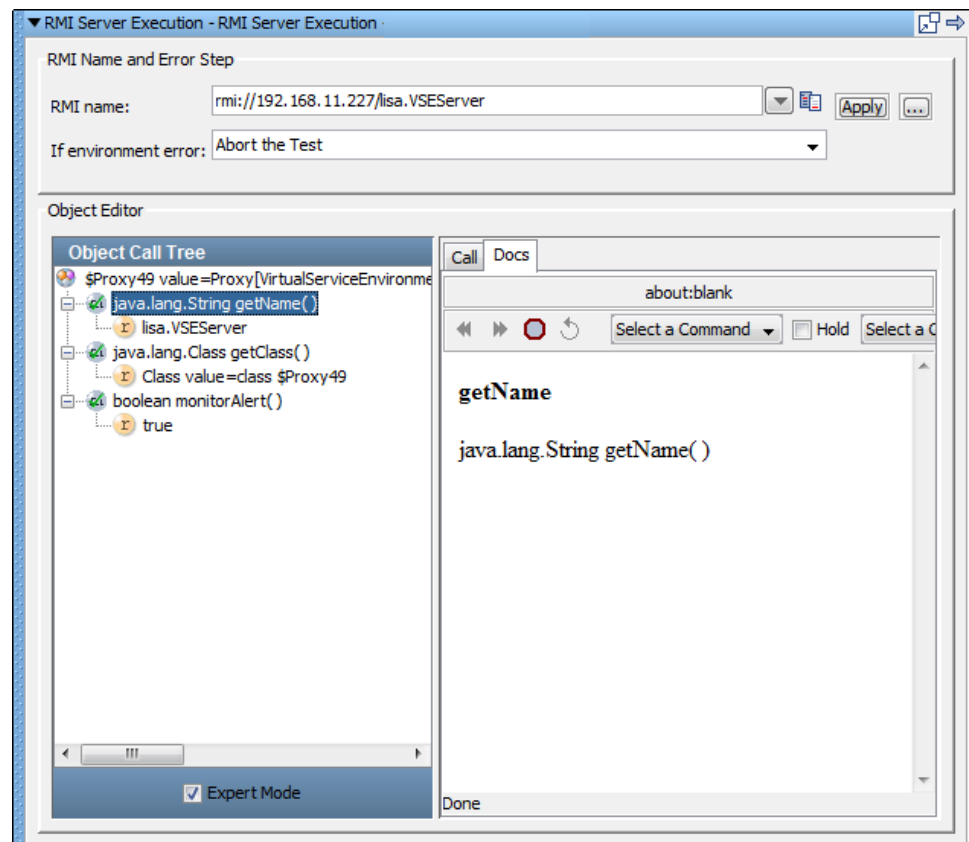 RMI Server Execution - RMI Server Execution
RMI Name and Error Step
RMI name: rmi://192.168.11.227/lisa.VSEServer Apply ...
If environment error: Abort the Test
Object Editor
Object Call Tree
$Proxy49 value=Proxy[VirtualServiceEnvironme
java.lang.String getName( )
lisa.VSEServer
java.lang.Class getClass( )
Class value=class $Proxy49
boolean monitorAlert( )
true
Expert Mode
Call Docs
about:blank
Select a Command Hold Select a C
getName
java.lang.String getName( )
Done